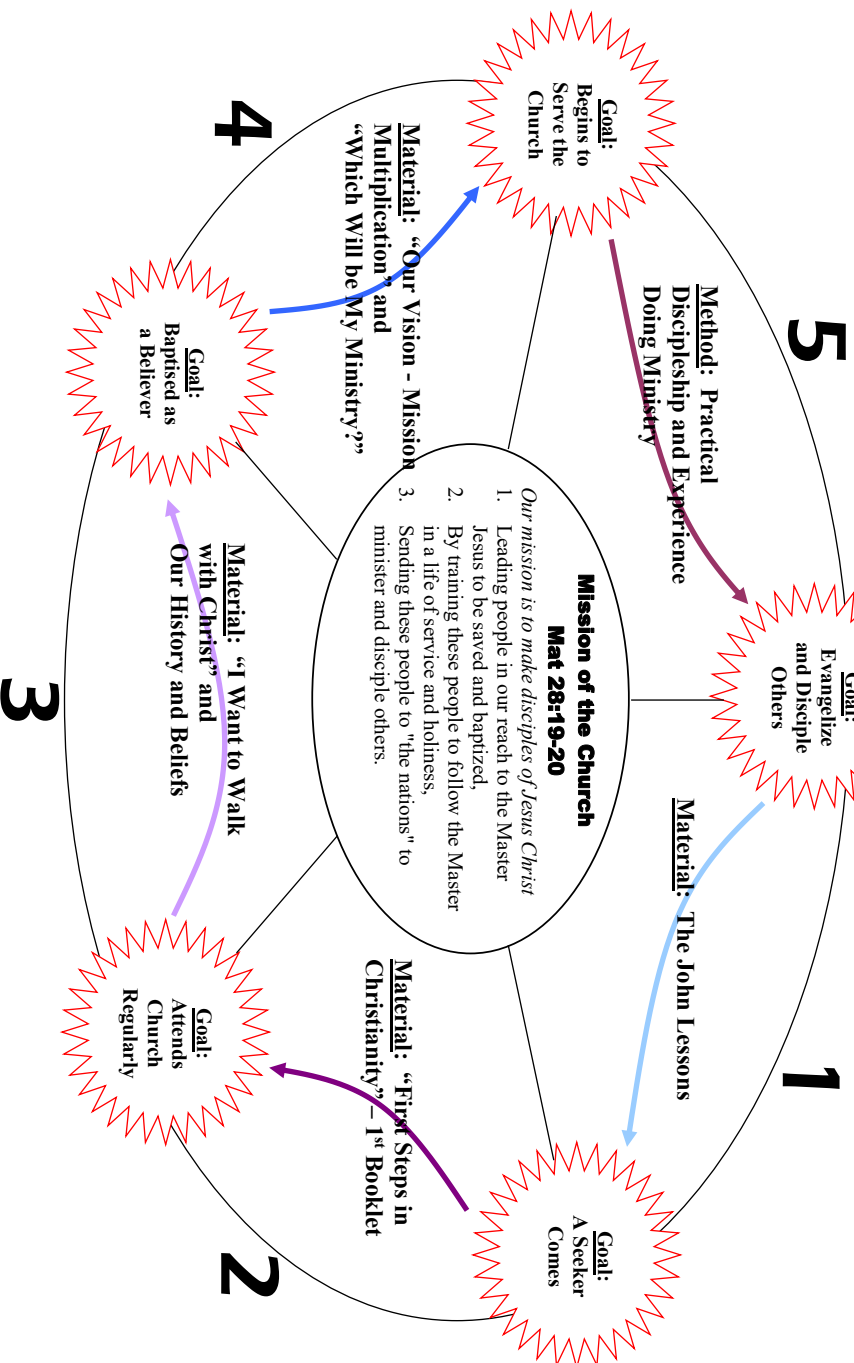 Goal:
Evangelize
and Disciple
Others
5
1
Goal:
Begins to
Serve the
Church
Method:  Practical
Discipleship and Experience
Doing Ministry
Material:  The John Lessons
Goal:
A Seeker
Comes
Mission of the Church
Mat 28:19-20
Our mission is to make disciples of Jesus Christ
1. Leading people in our reach to the Master
Jesus to be saved and baptized,
2. By training these people to follow the Master
in a life of service and holiness,
3. Sending these people to "the nations" to
minister and disciple others.
Material:  “Our Vision - Mission
Multiplication” and
“Which Will be My Ministry?”
Material:  “First Steps in
Christianity” – 1st Booklet
4
2
Goal:
Baptised as
a Believer
Material:  “I Want to Walk
with Christ” and
Our History and Beliefs
Goal:
Attends
Church
Regularly
3